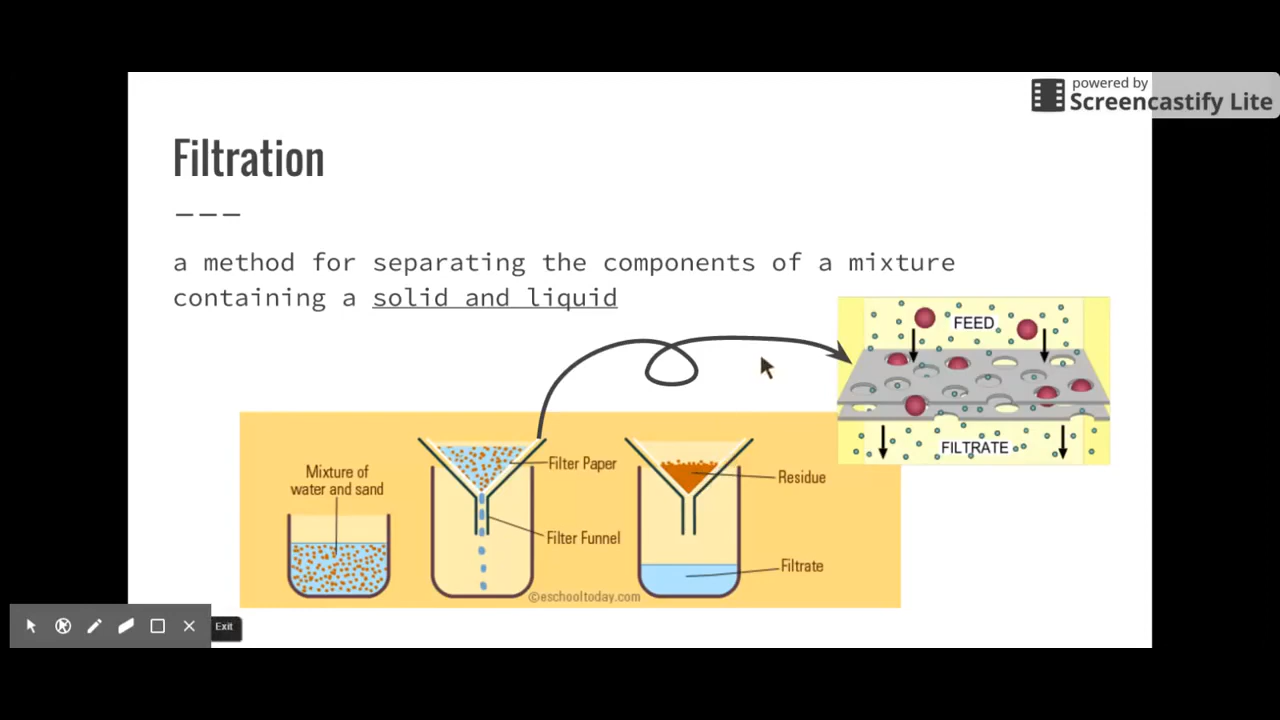 powered by
Screencastify Lite
Filtration
a method for separating the components of a mixture
containing a solid and liquid
FEED
FILTRATE
Mixture of
water and sand
Filter Paper
Filter Funnel
Residue
Filtrate
©eschooltoday.com
Exit